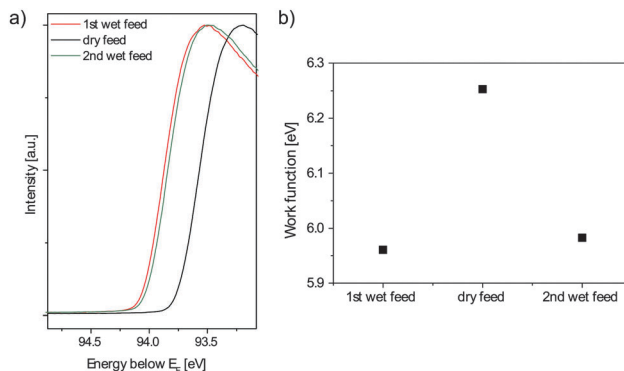 a)
1st wet feed
dry feed
2nd wet feed
Intensity [a.u.]
94.5 94.0 93.5
Energy below E_F [eV]
b)
6.3
6.2
6.1
6.0
5.9
Work function [eV]
1st wet feed dry feed 2nd wet feed